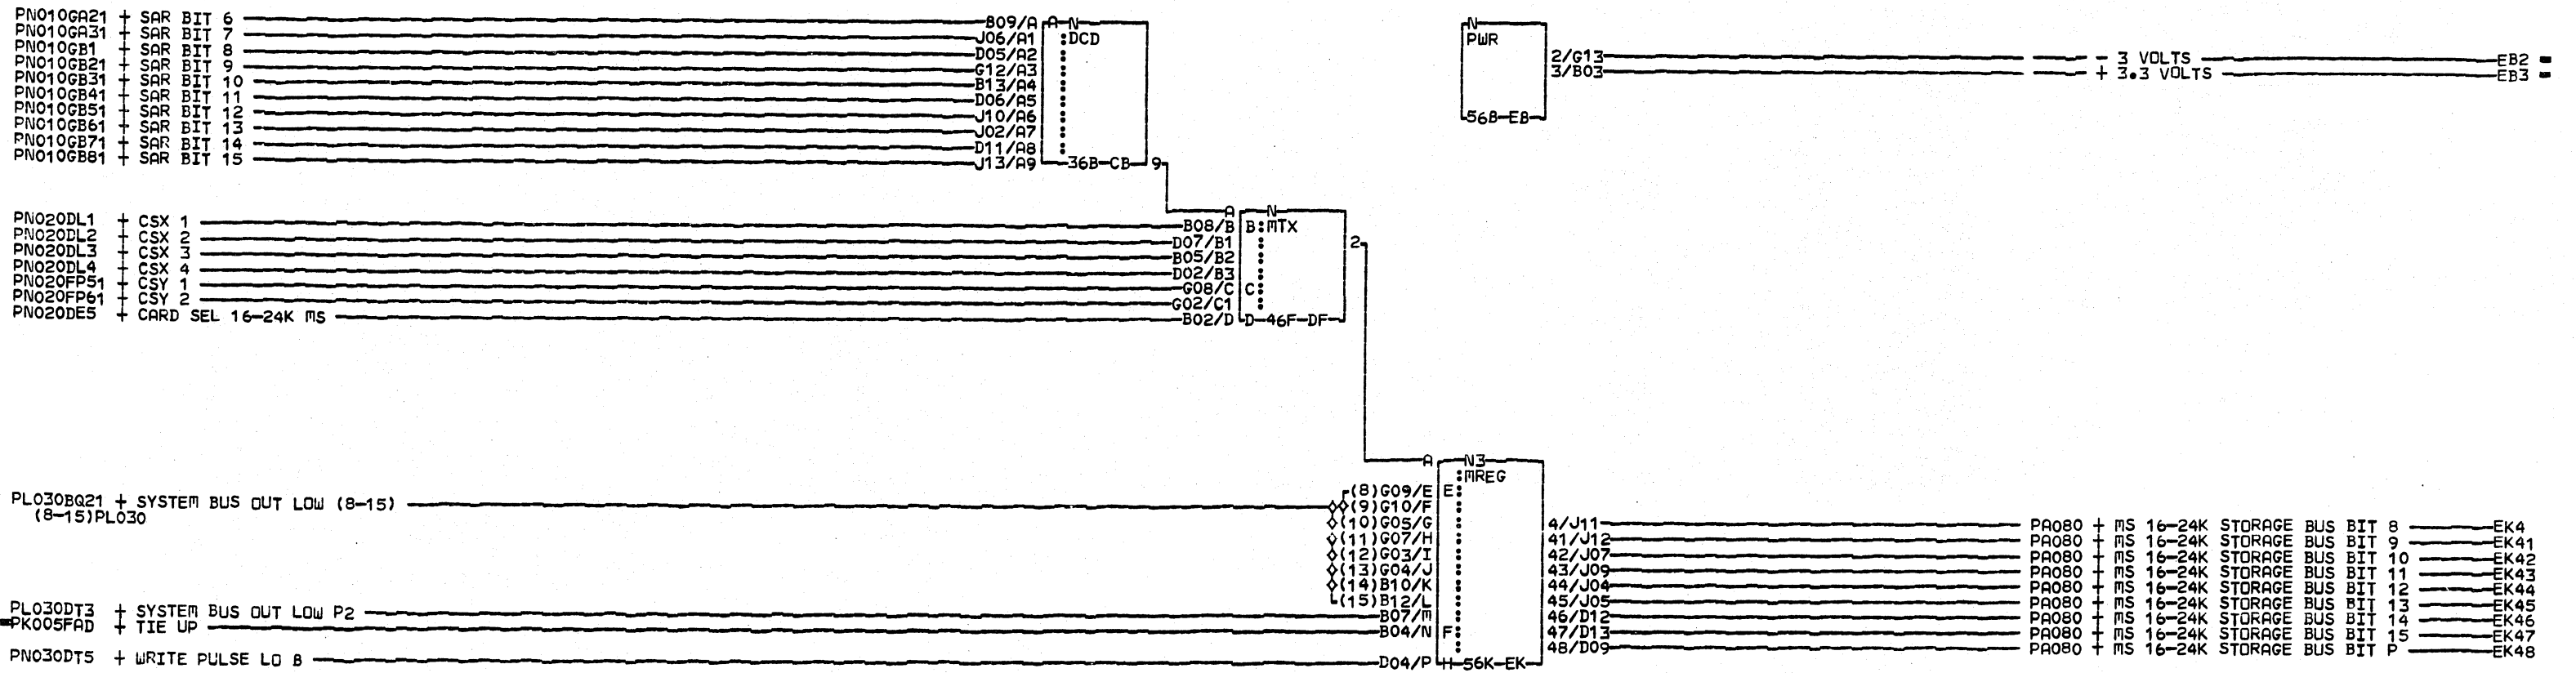 PN010GA21 + SAR BIT 6 B09/A A N
PN010GA31 + SAR BIT 7 J06/A1 DCD
PN010GB1 + SAR BIT 8 D05/A2
PN010GB21 + SAR BIT 9 G12/A3
PN010GB31 + SAR BIT 10 B13/A4
PN010GB41 + SAR BIT 11 D06/A5
PN010GB51 + SAR BIT 12 J10/A6
PN010GB61 + SAR BIT 13 J02/A7
PN010GB71 + SAR BIT 14 D11/A8
PN010GB81 + SAR BIT 15 J13/A9 36B-CB 9
N
PWR
2/G13 - 3 VOLTS EB2
3/B03 + 3.3 VOLTS EB3
56B-EB
A N
PN020DL1 + CSX 1 B08/B B MTX
PN020DL2 + CSX 2 D07/B1 2
PN020DL3 + CSX 3 B05/B2
PN020DL4 + CSX 4 D02/B3
PN020FP51 + CSY 1 G08/C C
PN020FP61 + CSY 2 G02/C1
PN020DE5 + CARD SEL 16-24K MS B02/D D 46F-DF
A N3
MREG
(8)G09/E E
PL030BQ21 + SYSTEM BUS OUT LOW (8-15) (9)G10/F
(8-15)PL030
(10)G05/G
(11)G07/H
(12)G03/I
(13)G04/J
(14)B10/K
(15)B12/L
PL030DT3 + SYSTEM BUS OUT LOW P2 B07/M
PK005FAD + TIE UP B04/N F
PN030DT5 + WRITE PULSE LO B D04/P H 56K-EK
4/J11 PA080 + MS 16-24K STORAGE BUS BIT 8 EK4
41/J12 PA080 + MS 16-24K STORAGE BUS BIT 9 EK41
42/J07 PA080 + MS 16-24K STORAGE BUS BIT 10 EK42
43/J09 PA080 + MS 16-24K STORAGE BUS BIT 11 EK43
44/J04 PA080 + MS 16-24K STORAGE BUS BIT 12 EK44
45/J05 PA080 + MS 16-24K STORAGE BUS BIT 13 EK45
46/D12 PA080 + MS 16-24K STORAGE BUS BIT 14 EK46
47/D13 PA080 + MS 16-24K STORAGE BUS BIT 15 EK47
48/D09 PA080 + MS 16-24K STORAGE BUS BIT P EK48